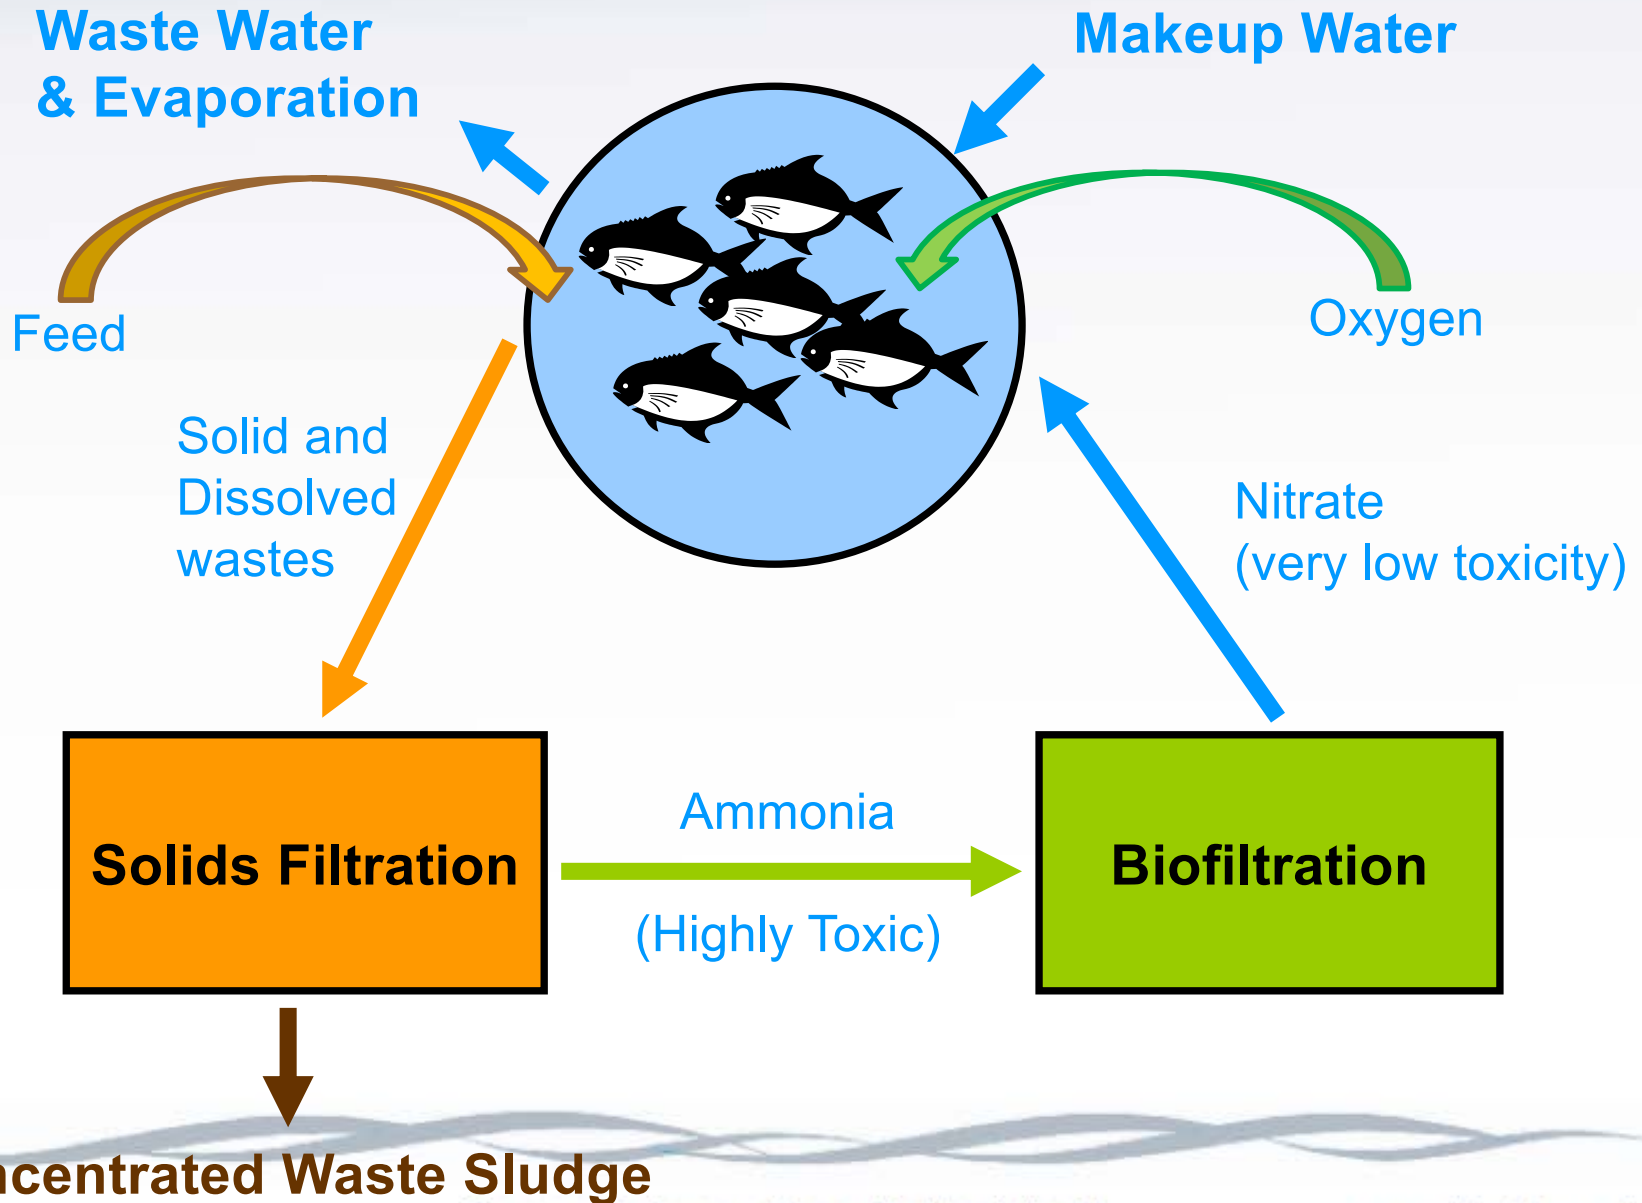 Waste Water
& Evaporation
Makeup Water
Feed
Oxygen
Solid and
Dissolved
wastes
Nitrate
(very low toxicity)
Solids Filtration
Ammonia
(Highly Toxic)
Biofiltration
ncentrated Waste Sludge